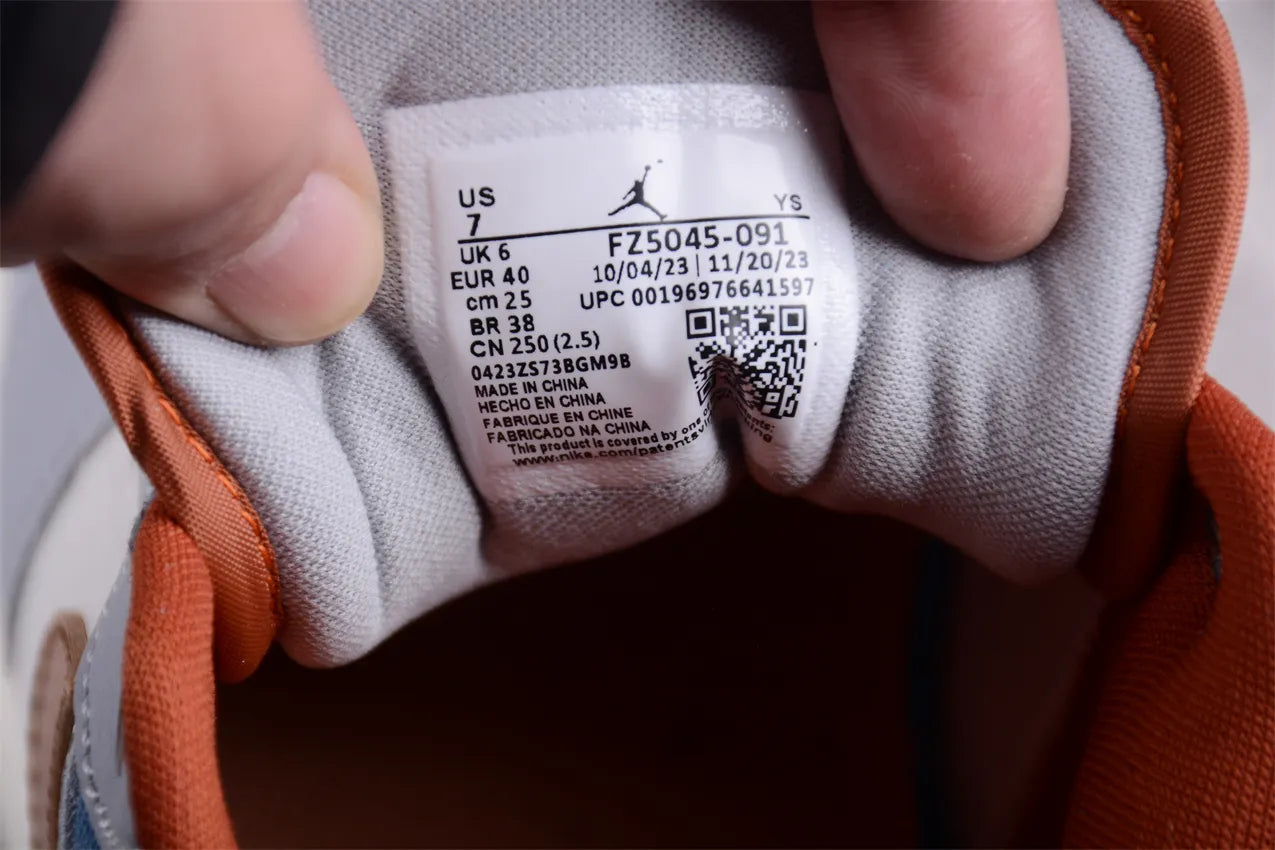 US
7
YS
UK 6
FZ5045-091
EUR 40
10/04/23 | 11/20/23
cm 25
UPC 00196976641597
BR 38
CN 250 (2.5)
0423ZS73BGM9B
MADE IN CHINA
HECHO EN CHINA
FABRIQUE EN CHINE
FABRICADO NA CHINA
This product is covered by one
www.nike.com/patents